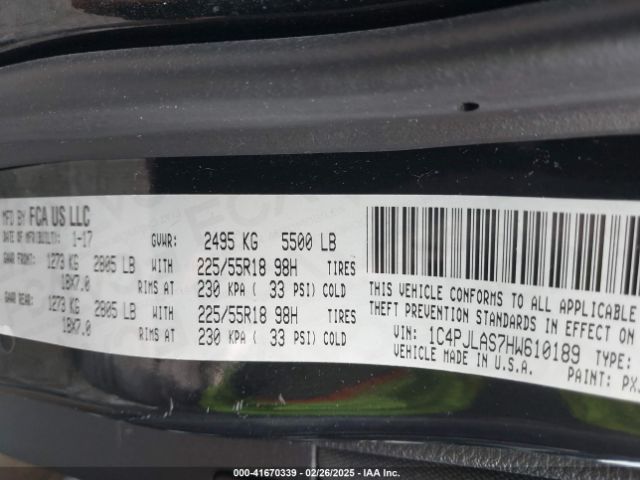 MFD BY FCA US LLC
DATE OF MFR(BUILT): 1-17 GVWR: 2495 KG 5500 LB
GAWR FRONT: 1273 KG 2805 LB WITH 225/55R18 98H TIRES
18X7.0 RIMS AT 230 KPA ( 33 PSI) COLD
GAWR REAR: 1273 KG 2805 LB WITH 225/55R18 98H TIRES
18X7.0 RIMS AT 230 KPA ( 33 PSI) COLD
THIS VEHICLE CONFORMS TO ALL APPLICABLE
THEFT PREVENTION STANDARDS IN EFFECT ON
VIN: 1C4PJLAS7HW610189 TYPE:
VEHICLE MADE IN U.S.A. PAINT: PX
000-41670339 - 02/26/2025 - IAA Inc.